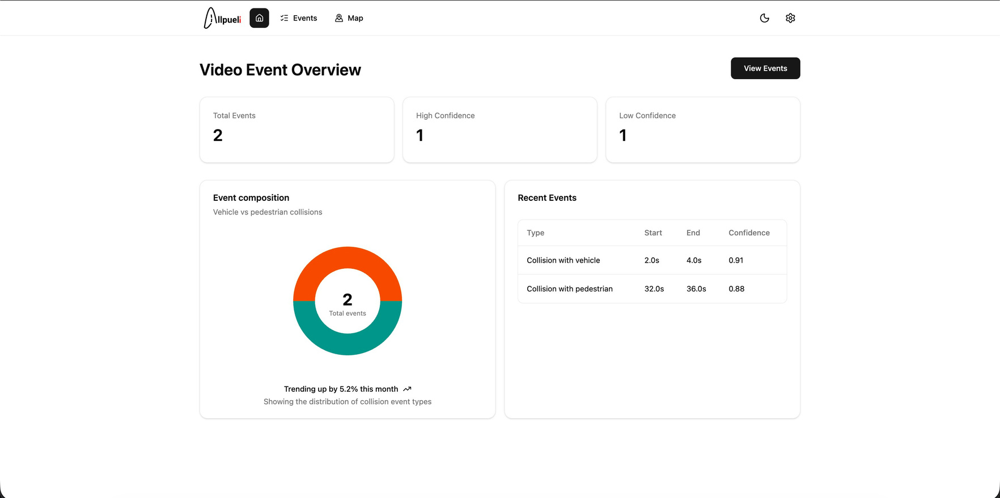 Allpueli
Events
Map
Video Event Overview
View Events
Total Events
2
High Confidence
1
Low Confidence
1
Event composition
Vehicle vs pedestrian collisions
2
Total events
Trending up by 5.2% this month
Showing the distribution of collision event types
Recent Events
Type Start End Confidence
Collision with vehicle 2.0s 4.0s 0.91
Collision with pedestrian 32.0s 36.0s 0.88